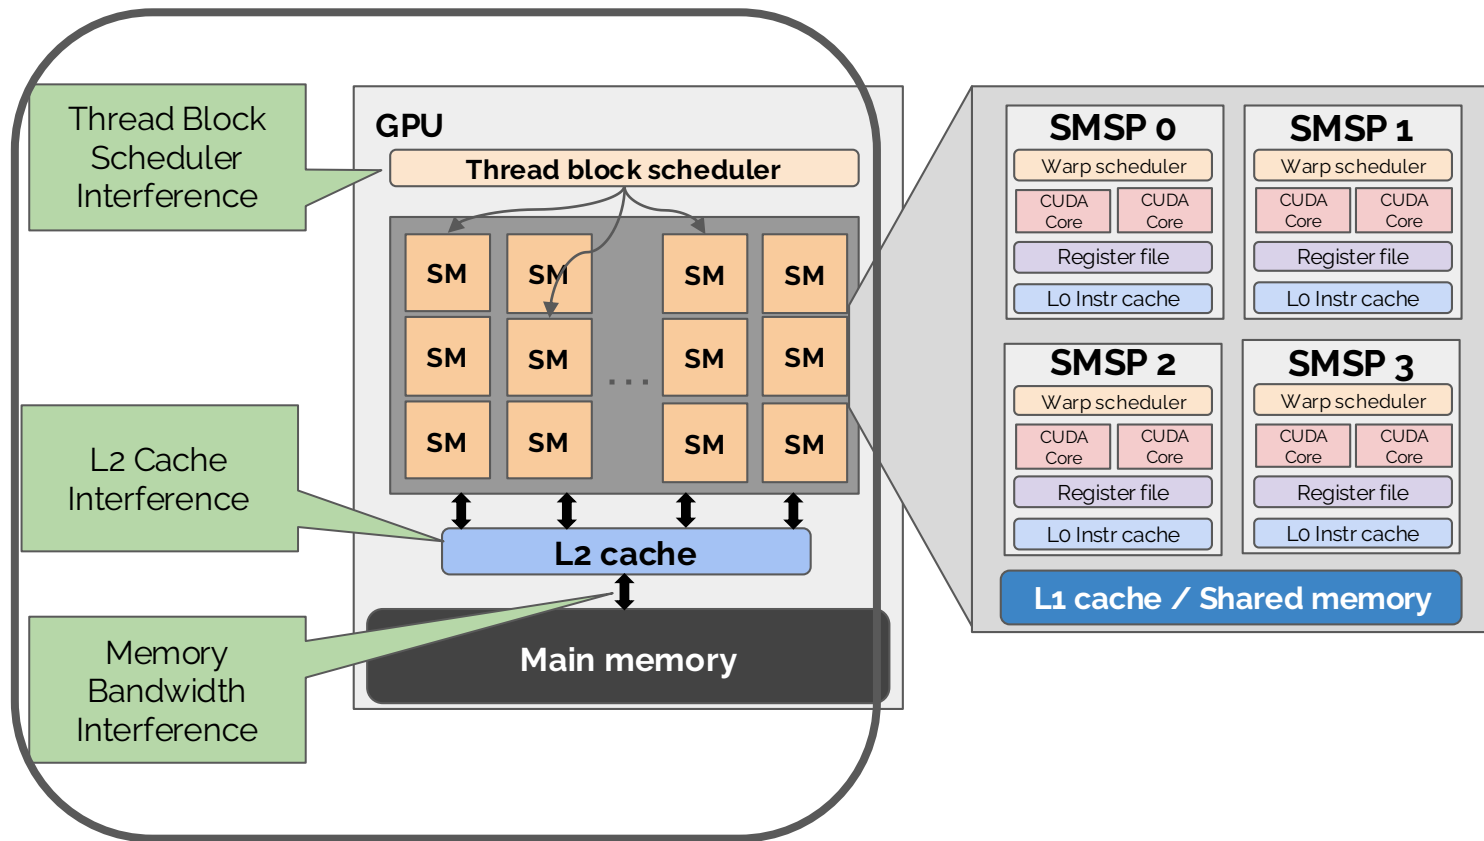 Thread Block
Scheduler
Interference
L2 Cache
Interference
Memory
Bandwidth
Interference
GPU
Thread block scheduler
SM SM SM SM
SM SM ... SM SM
SM SM SM SM
L2 cache
Main memory
SMSP 0
Warp scheduler
CUDA Core CUDA Core
Register file
L0 Instr cache
SMSP 1
Warp scheduler
CUDA Core CUDA Core
Register file
L0 Instr cache
SMSP 2
Warp scheduler
CUDA Core CUDA Core
Register file
L0 Instr cache
SMSP 3
Warp scheduler
CUDA Core CUDA Core
Register file
L0 Instr cache
L1 cache / Shared memory